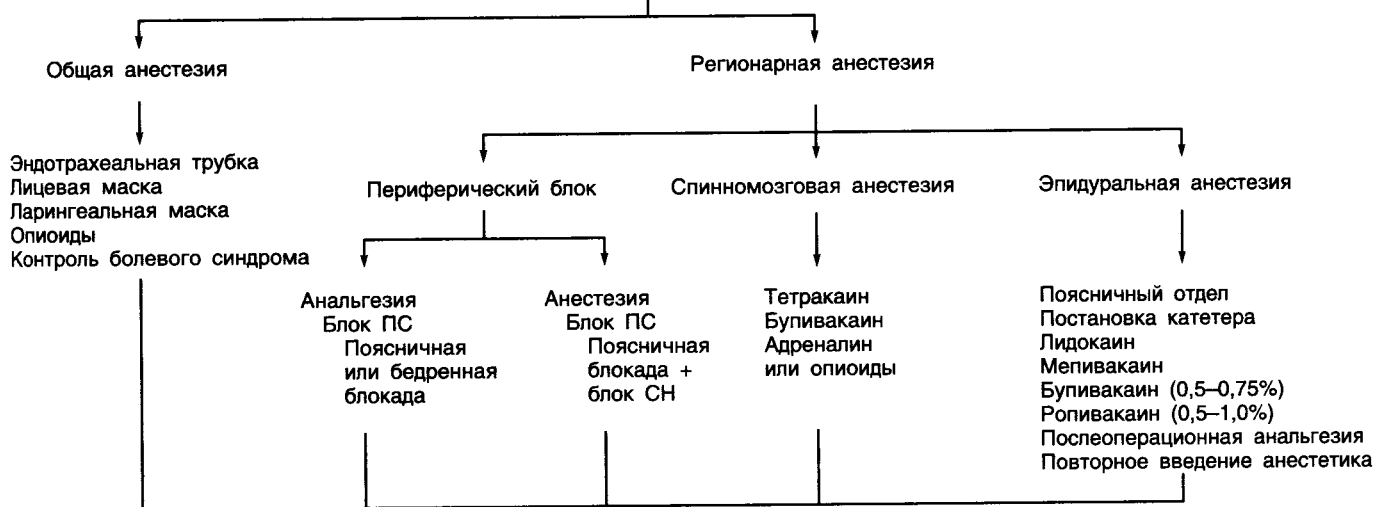 Общая анестезия
Регионарная анестезия
Эндотрахеальная трубка
Лицевая маска
Ларингеальная маска
Опиоиды
Контроль болевого синдрома
Периферический блок
Спинномозговая анестезия
Эпидуральная анестезия
Анальгезия
Блок ПС
Поясничная
или бедренная
блокада
Анестезия
Блок ПС
Поясничная
блокада +
блок СН
Тетракаин
Бупивакаин
Адреналин
или опиоиды
Поясничный отдел
Постановка катетера
Лидокаин
Мепивакаин
Бупивакаин (0,5–0,75%)
Ропивакаин (0,5–1,0%)
Послеоперационная анальгезия
Повторное введение анестетика